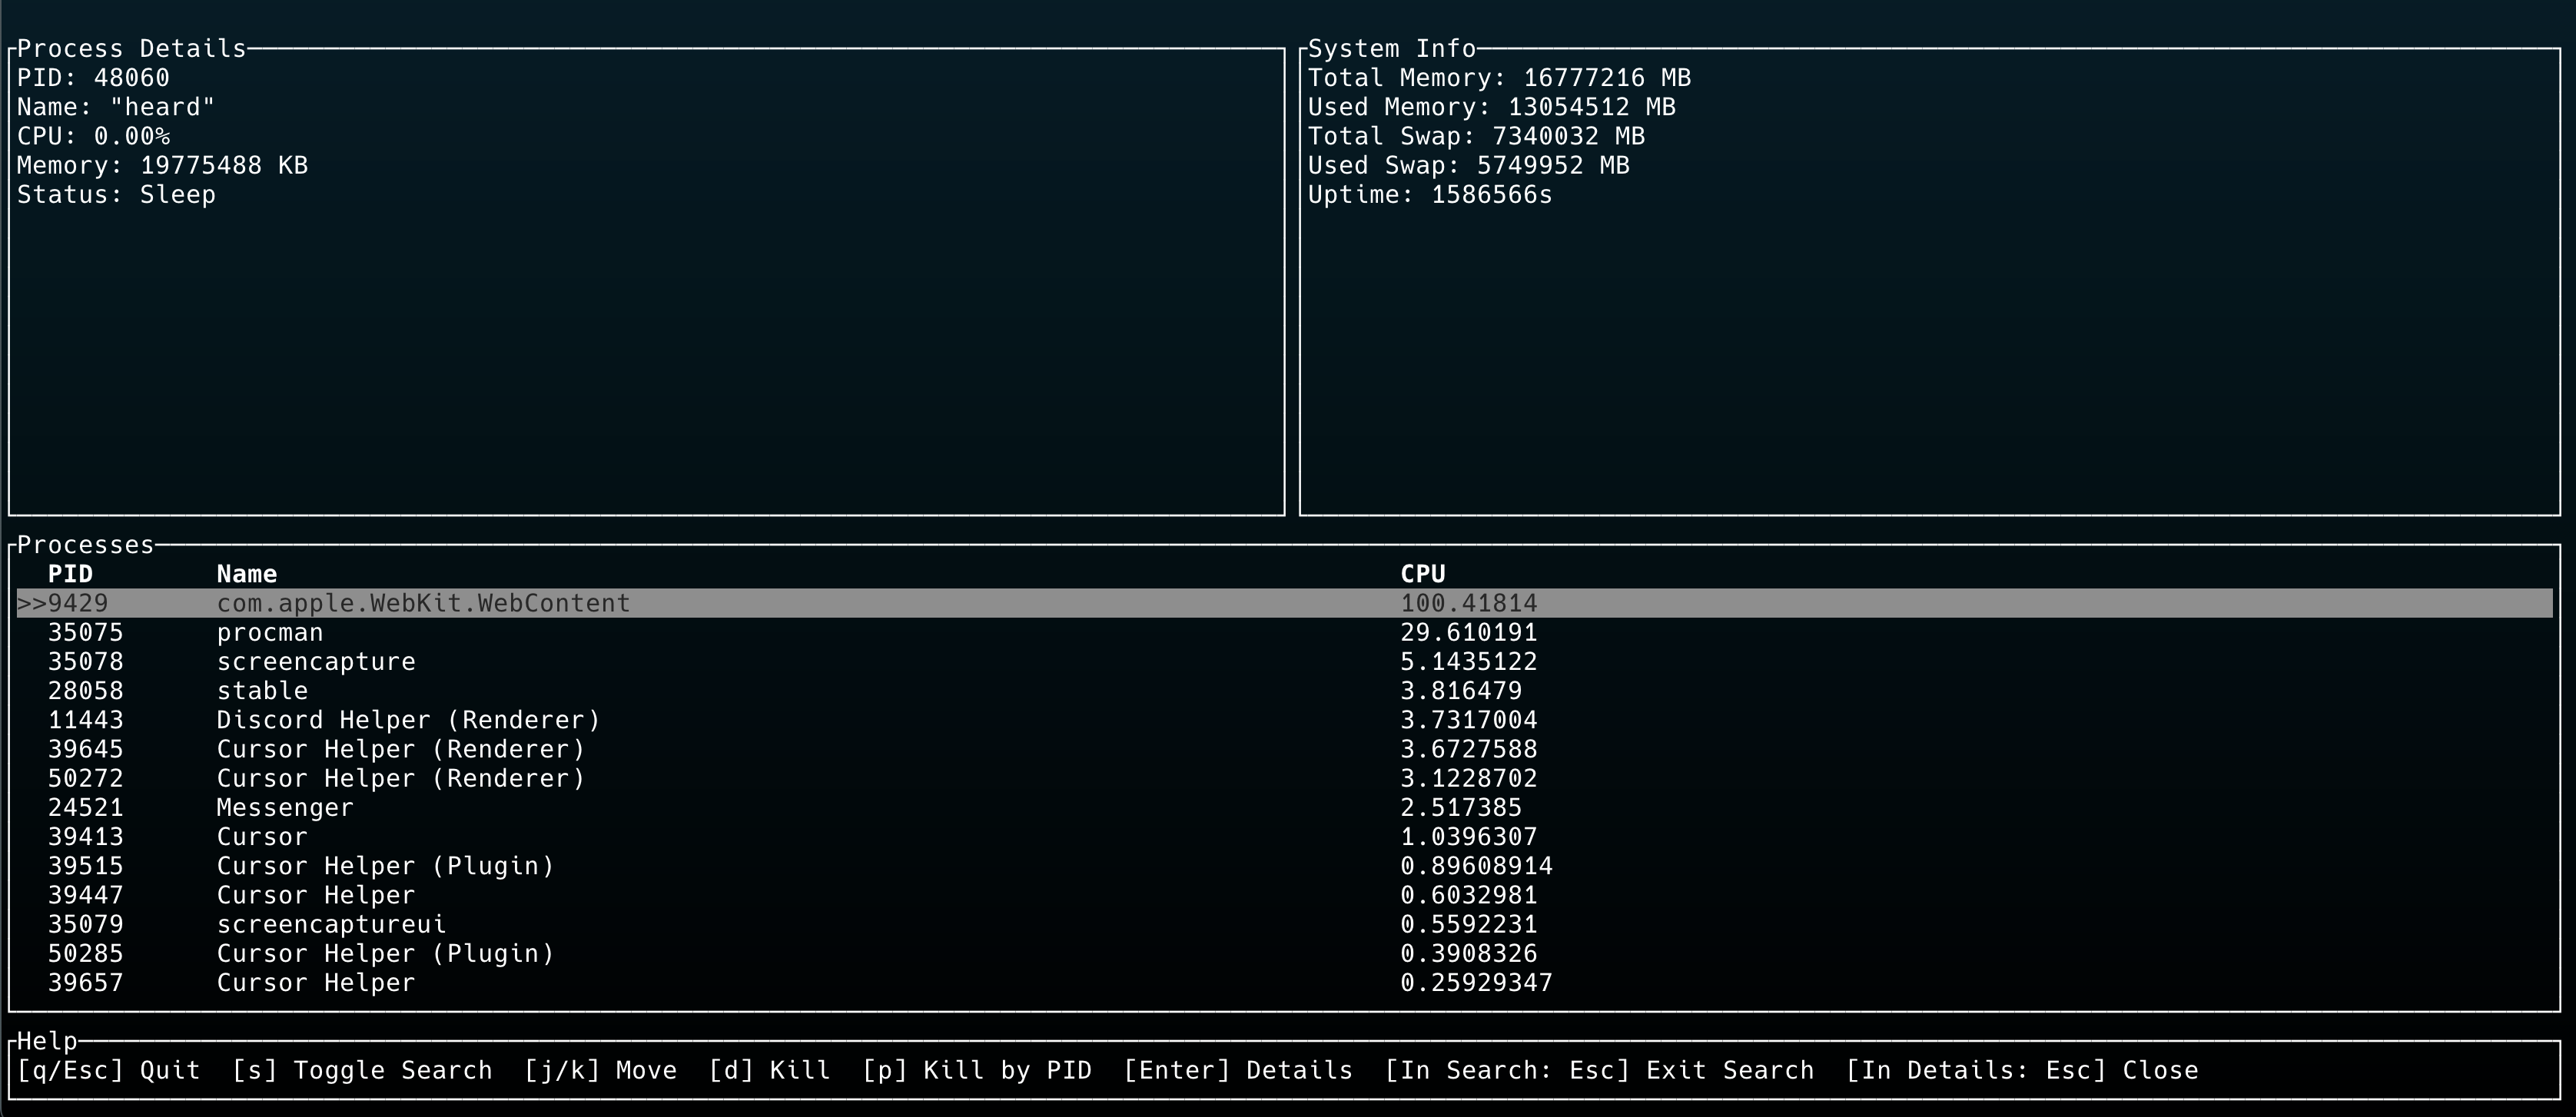 Process Details
PID: 48060
Name: "heard"
CPU: 0.00%
Memory: 19775488 KB
Status: Sleep
System Info
Total Memory: 16777216 MB
Used Memory: 13054512 MB
Total Swap: 7340032 MB
Used Swap: 5749952 MB
Uptime: 1586566s
Processes
PID Name CPU
>>9429 com.apple.WebKit.WebContent 100.41814
35075 procman 29.610191
35078 screencapture 5.1435122
28058 stable 3.816479
11443 Discord Helper (Renderer) 3.7317004
39645 Cursor Helper (Renderer) 3.6727588
50272 Cursor Helper (Renderer) 3.1228702
24521 Messenger 2.517385
39413 Cursor 1.0396307
39515 Cursor Helper (Plugin) 0.89608914
39447 Cursor Helper 0.6032981
35079 screencaptureui 0.5592231
50285 Cursor Helper (Plugin) 0.3908326
39657 Cursor Helper 0.25929347
Help
[q/Esc] Quit [s] Toggle Search [j/k] Move [d] Kill [p] Kill by PID [Enter] Details [In Search: Esc] Exit Search [In Details: Esc] Close